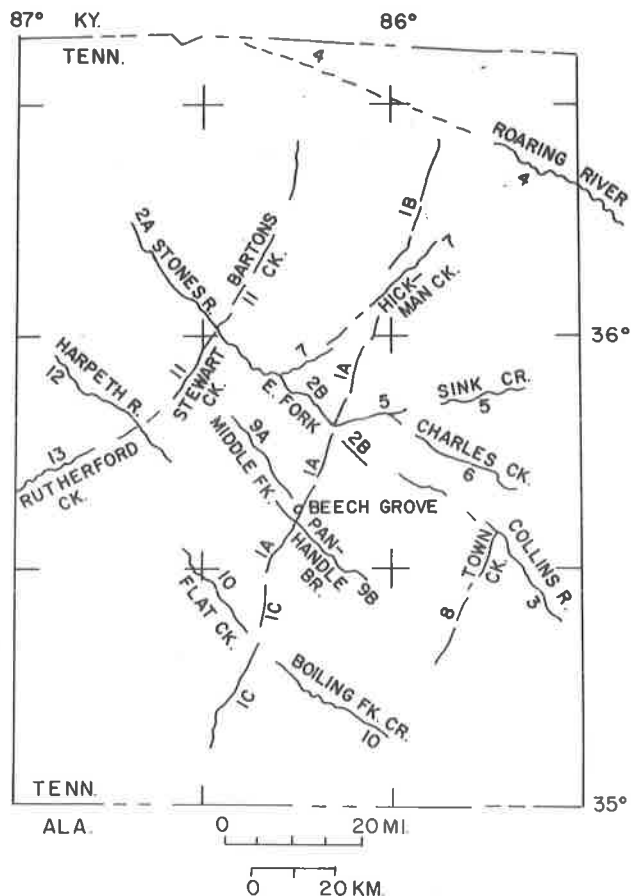 87° KY. 86°
TENN.
4
ROARING RIVER
4
1B
2A STONES R.
BARTONS
CK.
11
7
HICK-
MAN CK.
36°
7
1A
11
STEWART
CK.
HARPETH R.
12
E. FORK
2B
5
SINK CR.
5
9A
MIDDLE FK.
2B
CHARLES CK.
6
13
RUTHERFORD
CK.
1A
BEECH GROVE
PAN-
HANDLE
BR.
9B
1A
TOWN
CK.
COLLINS R.
3
10
FLAT CK.
8
1C
BOILING FK. CR.
10
1C
TENN.
35°
ALA.
0 20 MI.
0 20 KM.